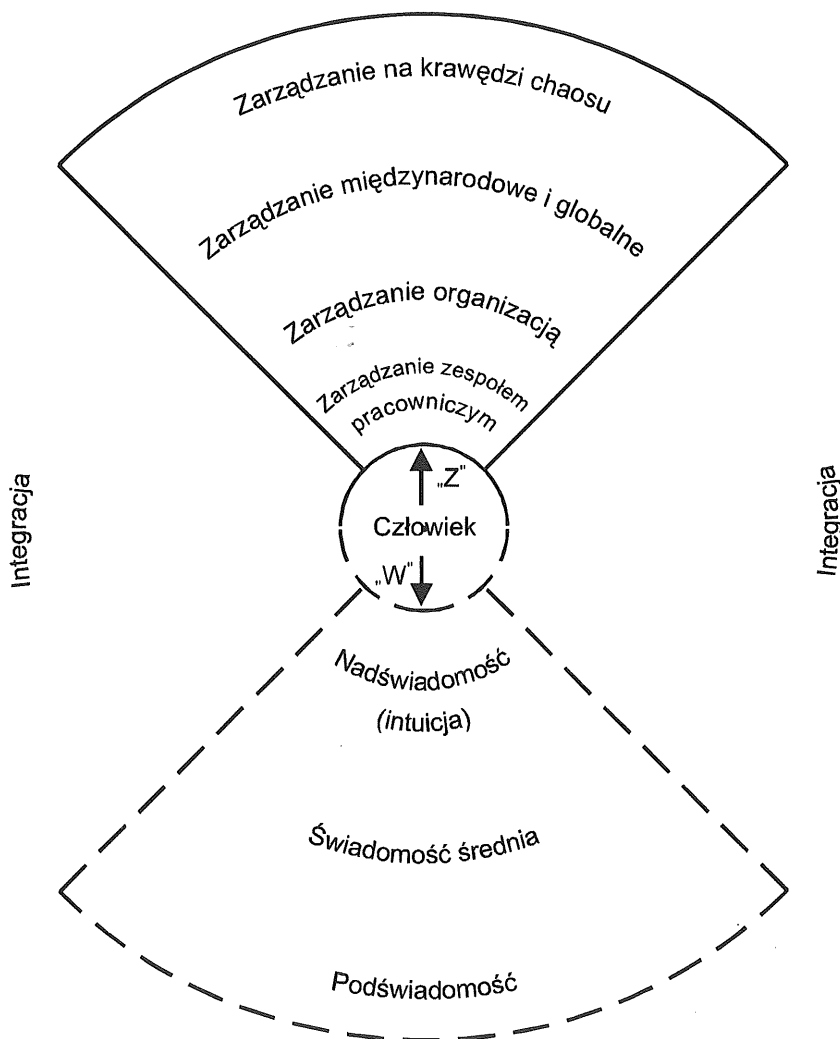 Zarządzanie na krawędzi chaosu
Zarządzanie międzynarodowe i globalne
Zarządzanie organizacją
Zarządzanie zespołem
pracowniczym
„Z"
Człowiek
„W"
Integracja
Integracja
Nadświadomość
(intuicja)
Świadomość średnia
Podświadomość